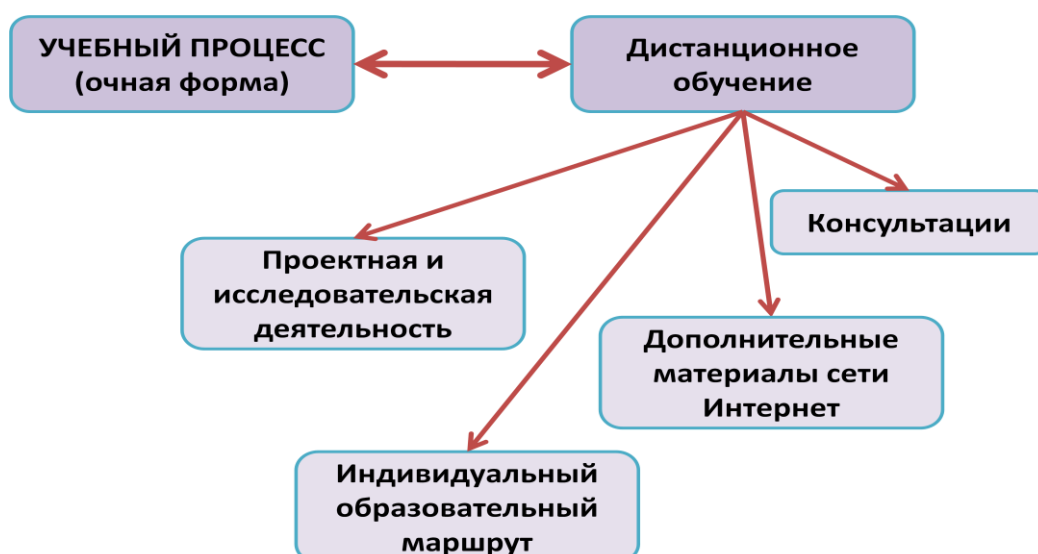 УЧЕБНЫЙ ПРОЦЕСС
(очная форма)
Дистанционное
обучение
Консультации
Проектная и
исследовательская
деятельность
Дополнительные
материалы сети
Интернет
Индивидуальный
образовательный
маршрут